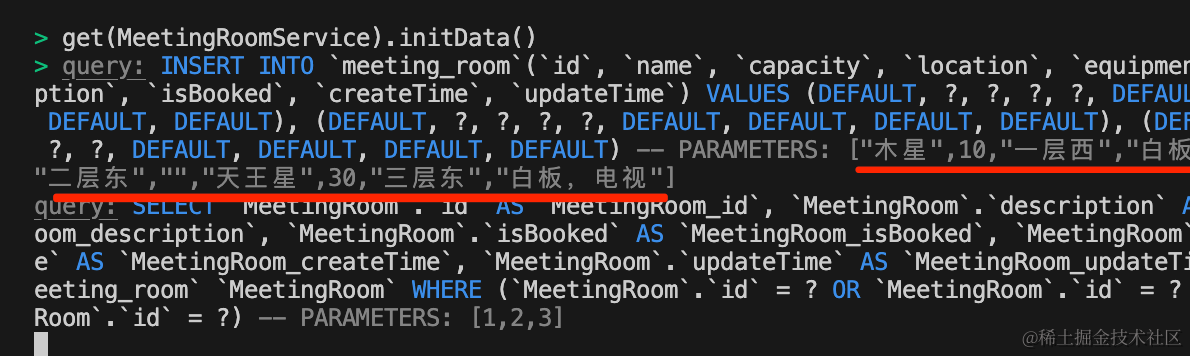 > get(MeetingRoomService).initData()
> query: INSERT INTO `meeting_room`(`id`, `name`, `capacity`, `location`, `equipmen
ption`, `isBooked`, `createTime`, `updateTime`) VALUES (DEFAULT, ?, ?, ?, ?, DEFAUL
DEFAULT, DEFAULT), (DEFAULT, ?, ?, ?, ?, DEFAULT, DEFAULT, DEFAULT, DEFAULT), (DEF
?, ?, DEFAULT, DEFAULT, DEFAULT, DEFAULT) -- PARAMETERS: ["木星",10,"一层西","白板
"二层东","","天王星",30,"三层东","白板，电视"]
query: SELECT `MeetingRoom`.`id` AS `MeetingRoom_id`, `MeetingRoom`.`description` A
oom_description`, `MeetingRoom`.`isBooked` AS `MeetingRoom_isBooked`, `MeetingRoom`
e` AS `MeetingRoom_createTime`, `MeetingRoom`.`updateTime` AS `MeetingRoom_updateTi
eeting_room` `MeetingRoom` WHERE (`MeetingRoom`.`id` = ? OR `MeetingRoom`.`id` = ?
Room`.`id` = ?) -- PARAMETERS: [1,2,3]
@稀土掘金技术社区